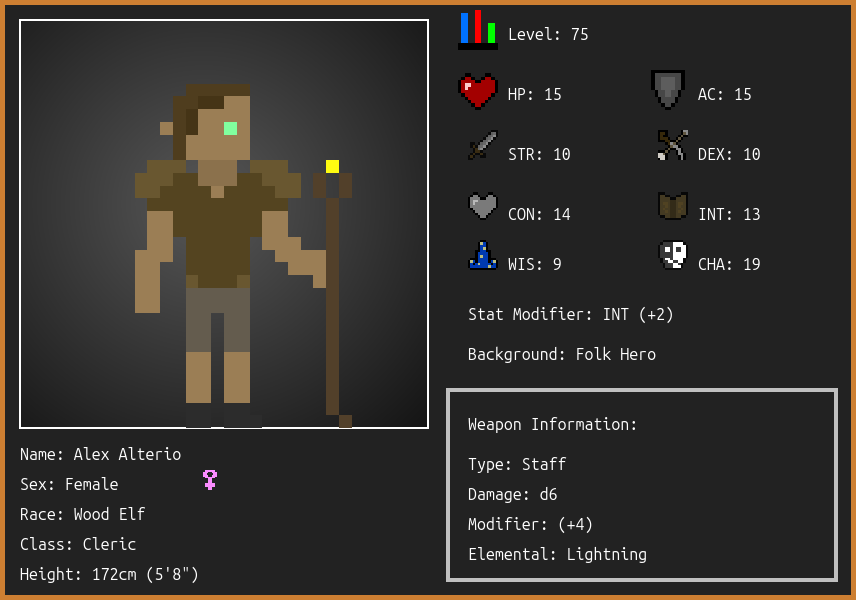 Level: 75
HP: 15
AC: 15
STR: 10
DEX: 10
CON: 14
INT: 13
WIS: 9
CHA: 19
Stat Modifier: INT (+2)
Background: Folk Hero
Weapon Information:
Type: Staff
Damage: d6
Modifier: (+4)
Elemental: Lightning
Name: Alex Alterio
Sex: Female
Race: Wood Elf
Class: Cleric
Height: 172cm (5'8")